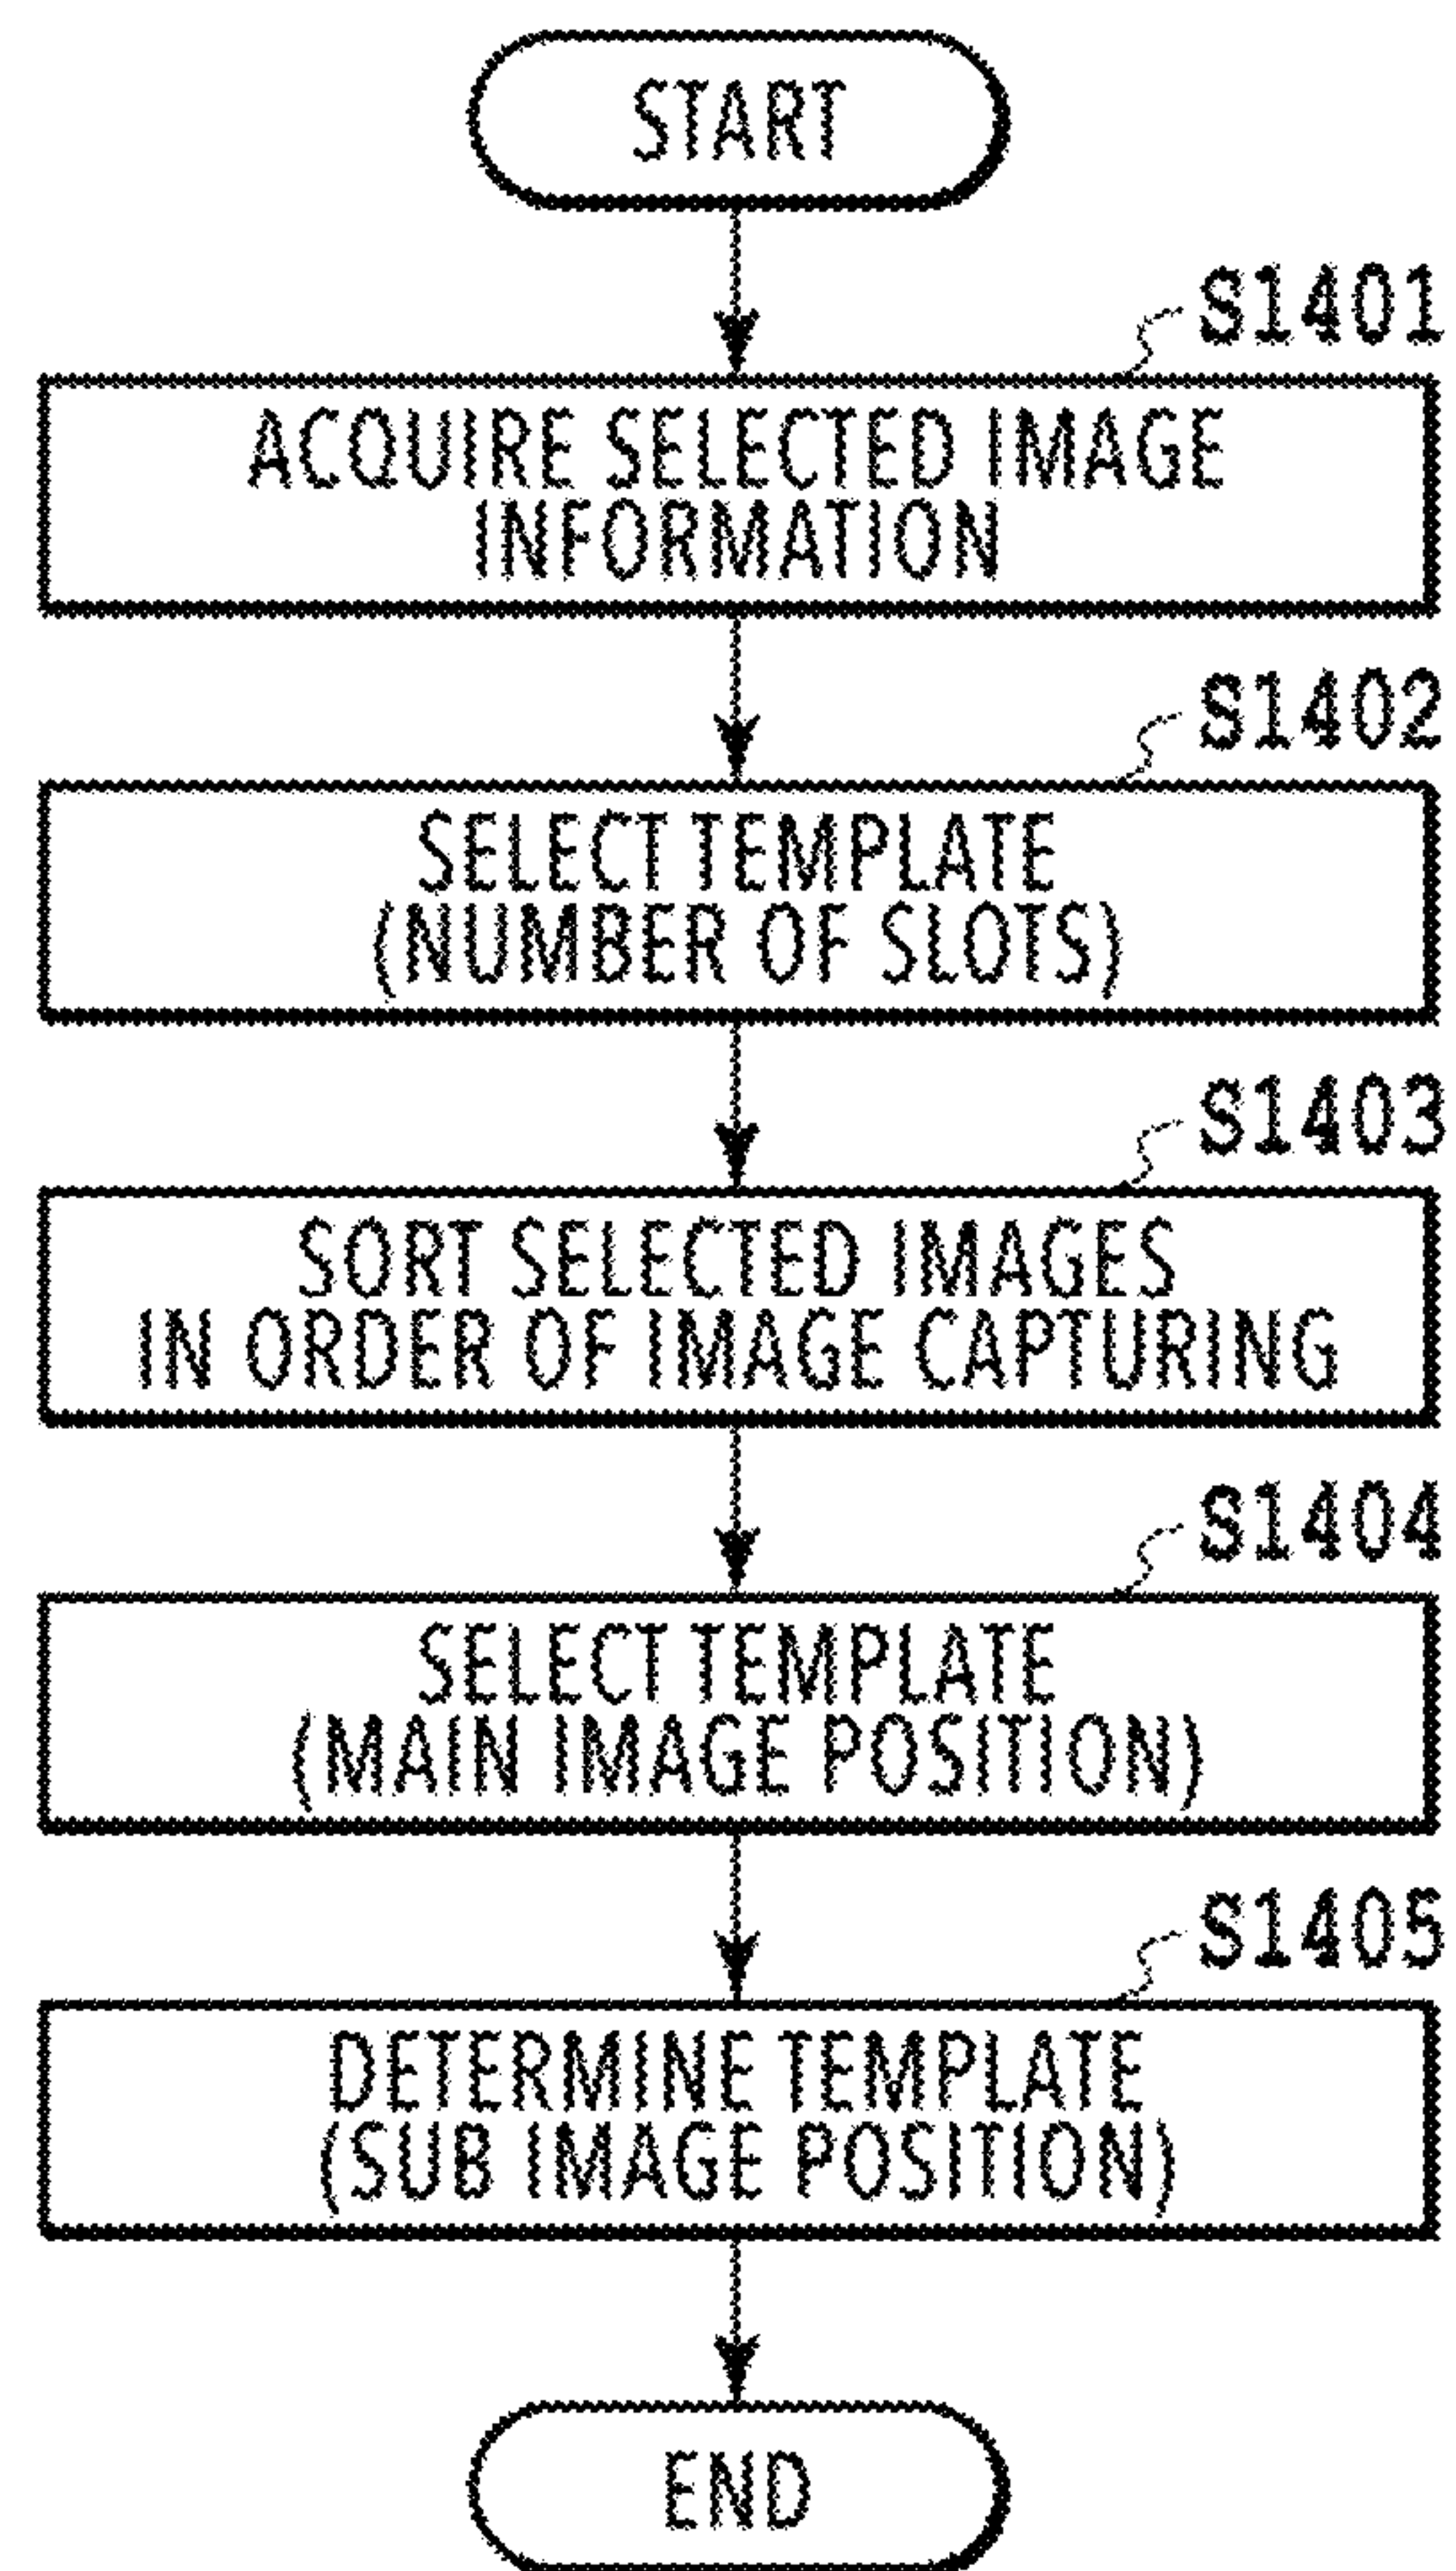 START
S1401
ACQUIRE SELECTED IMAGE
INFORMATION
S1402
SELECT TEMPLATE
(NUMBER OF SLOTS)
S1403
SORT SELECTED IMAGES
IN ORDER OF IMAGE CAPTURING
S1404
SELECT TEMPLATE
(MAIN IMAGE POSITION)
S1405
DETERMINE TEMPLATE
(SUB IMAGE POSITION)
END